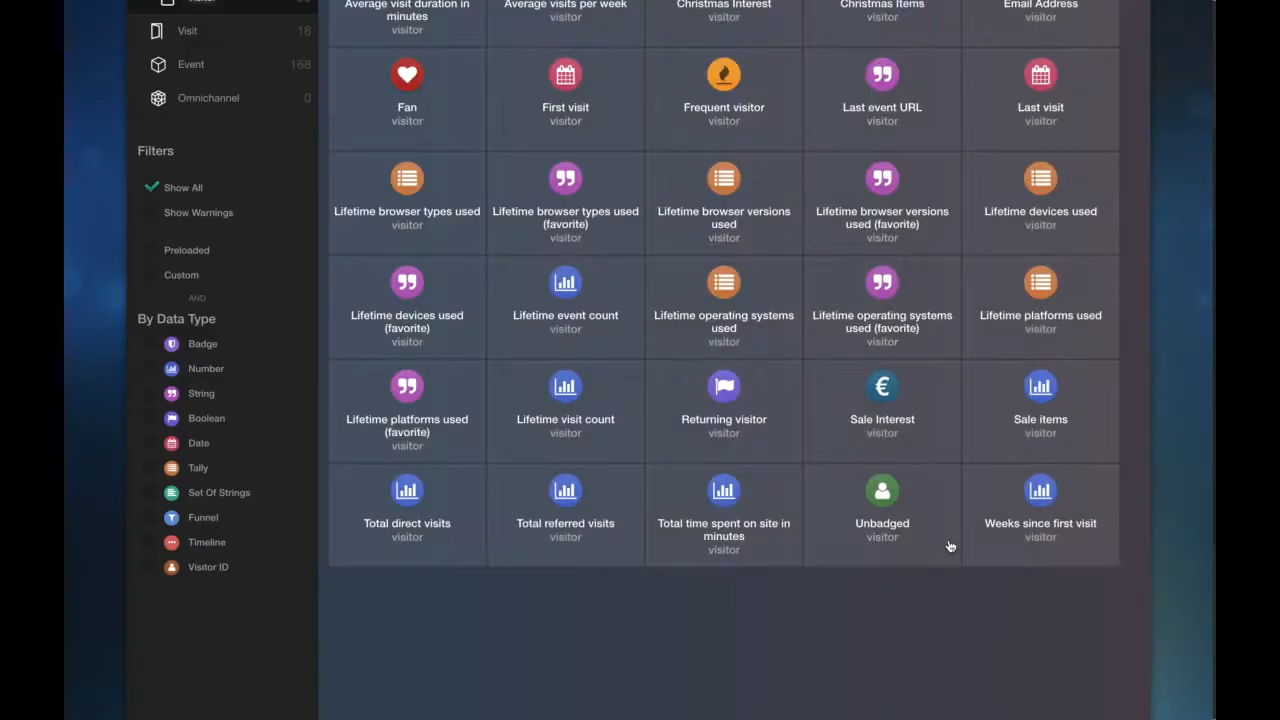 Visit 18
Event 168
Omnichannel 0
Filters
Show All
Show Warnings
Preloaded
Custom
AND
By Data Type
Badge
Number
String
Boolean
Date
Tally
Set Of Strings
Funnel
Timeline
Visitor ID
Average visit duration in
minutes
visitor
Average visits per week
visitor
Christmas Interest
visitor
Christmas Items
visitor
Email Address
visitor
Fan
visitor
First visit
visitor
Frequent visitor
visitor
Last event URL
visitor
Last visit
visitor
Lifetime browser types used
visitor
Lifetime browser types used
(favorite)
visitor
Lifetime browser versions
used
visitor
Lifetime browser versions
used (favorite)
visitor
Lifetime devices used
visitor
Lifetime devices used
(favorite)
visitor
Lifetime event count
visitor
Lifetime operating systems
used
visitor
Lifetime operating systems
used (favorite)
visitor
Lifetime platforms used
visitor
Lifetime platforms used
(favorite)
visitor
Lifetime visit count
visitor
Returning visitor
visitor
€
Sale Interest
visitor
Sale items
visitor
Total direct visits
visitor
Total referred visits
visitor
Total time spent on site in
minutes
visitor
Unbadged
visitor
Weeks since first visit
visitor